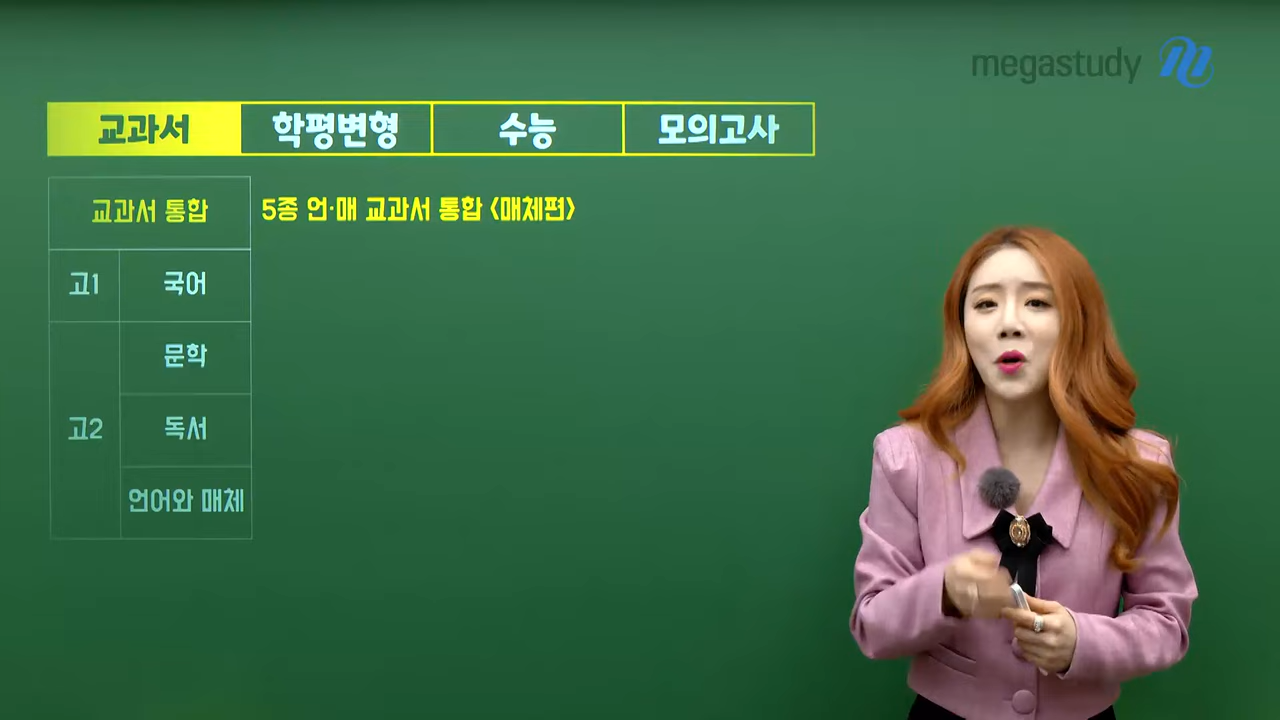 megastudy
교과서 학평변형 수능 모의고사
교과서 통합 5종 언·매 교과서 통합 <매체편>
고1 국어
문학
고2 독서
언어와 매체